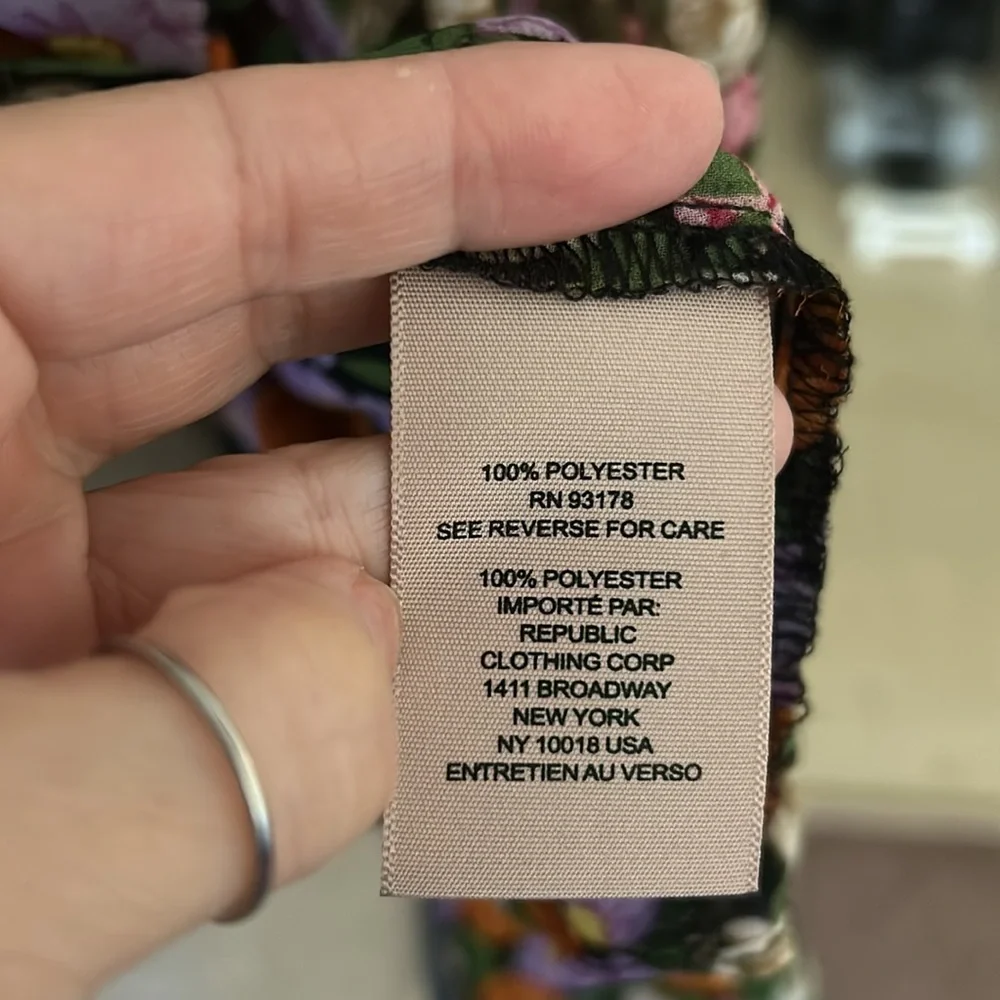 100% POLYESTER
RN 93178
SEE REVERSE FOR CARE
100% POLYESTER
IMPORTÉ PAR:
REPUBLIC
CLOTHING CORP
1411 BROADWAY
NEW YORK
NY 10018 USA
ENTRETIEN AU VERSO